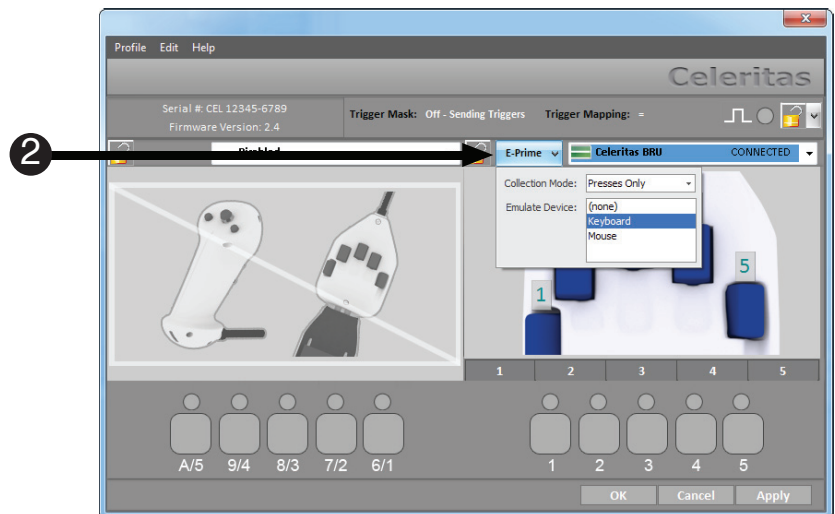 Profile Edit Help
Celeritas
Serial #: CEL 12345-6789
Firmware Version: 2.4
Trigger Mask: Off - Sending Triggers Trigger Mapping: =
2
E-Prime Celeritas BRU CONNECTED
Collection Mode: Presses Only
Emulate Device: (none)
Keyboard
Mouse
5
1
1 2 3 4 5
A/5 9/4 8/3 7/2 6/1 1 2 3 4 5
OK Cancel Apply